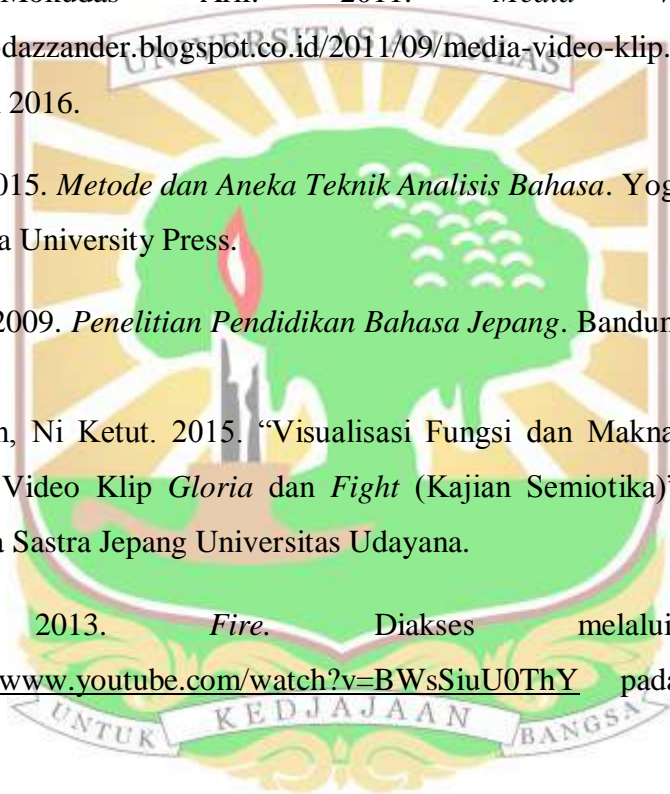 Arif. 2011. Media
dazzander.blogspot.co.id/2011/09/media-video-klip.
UNIVERSITAS ANDALAS
2016.
015. Metode dan Aneka Teknik Analisis Bahasa. Yog
a University Press.
2009. Penelitian Pendidikan Bahasa Jepang. Bandun
n, Ni Ketut. 2015. “Visualisasi Fungsi dan Makna
Video Klip Gloria dan Fight (Kajian Semiotika)”
a Sastra Jepang Universitas Udayana.
2013. Fire. Diakses melalui
www.youtube.com/watch?v=BWsSiuU0ThY pada
UNTUK KEDJAJAAN BANGSA